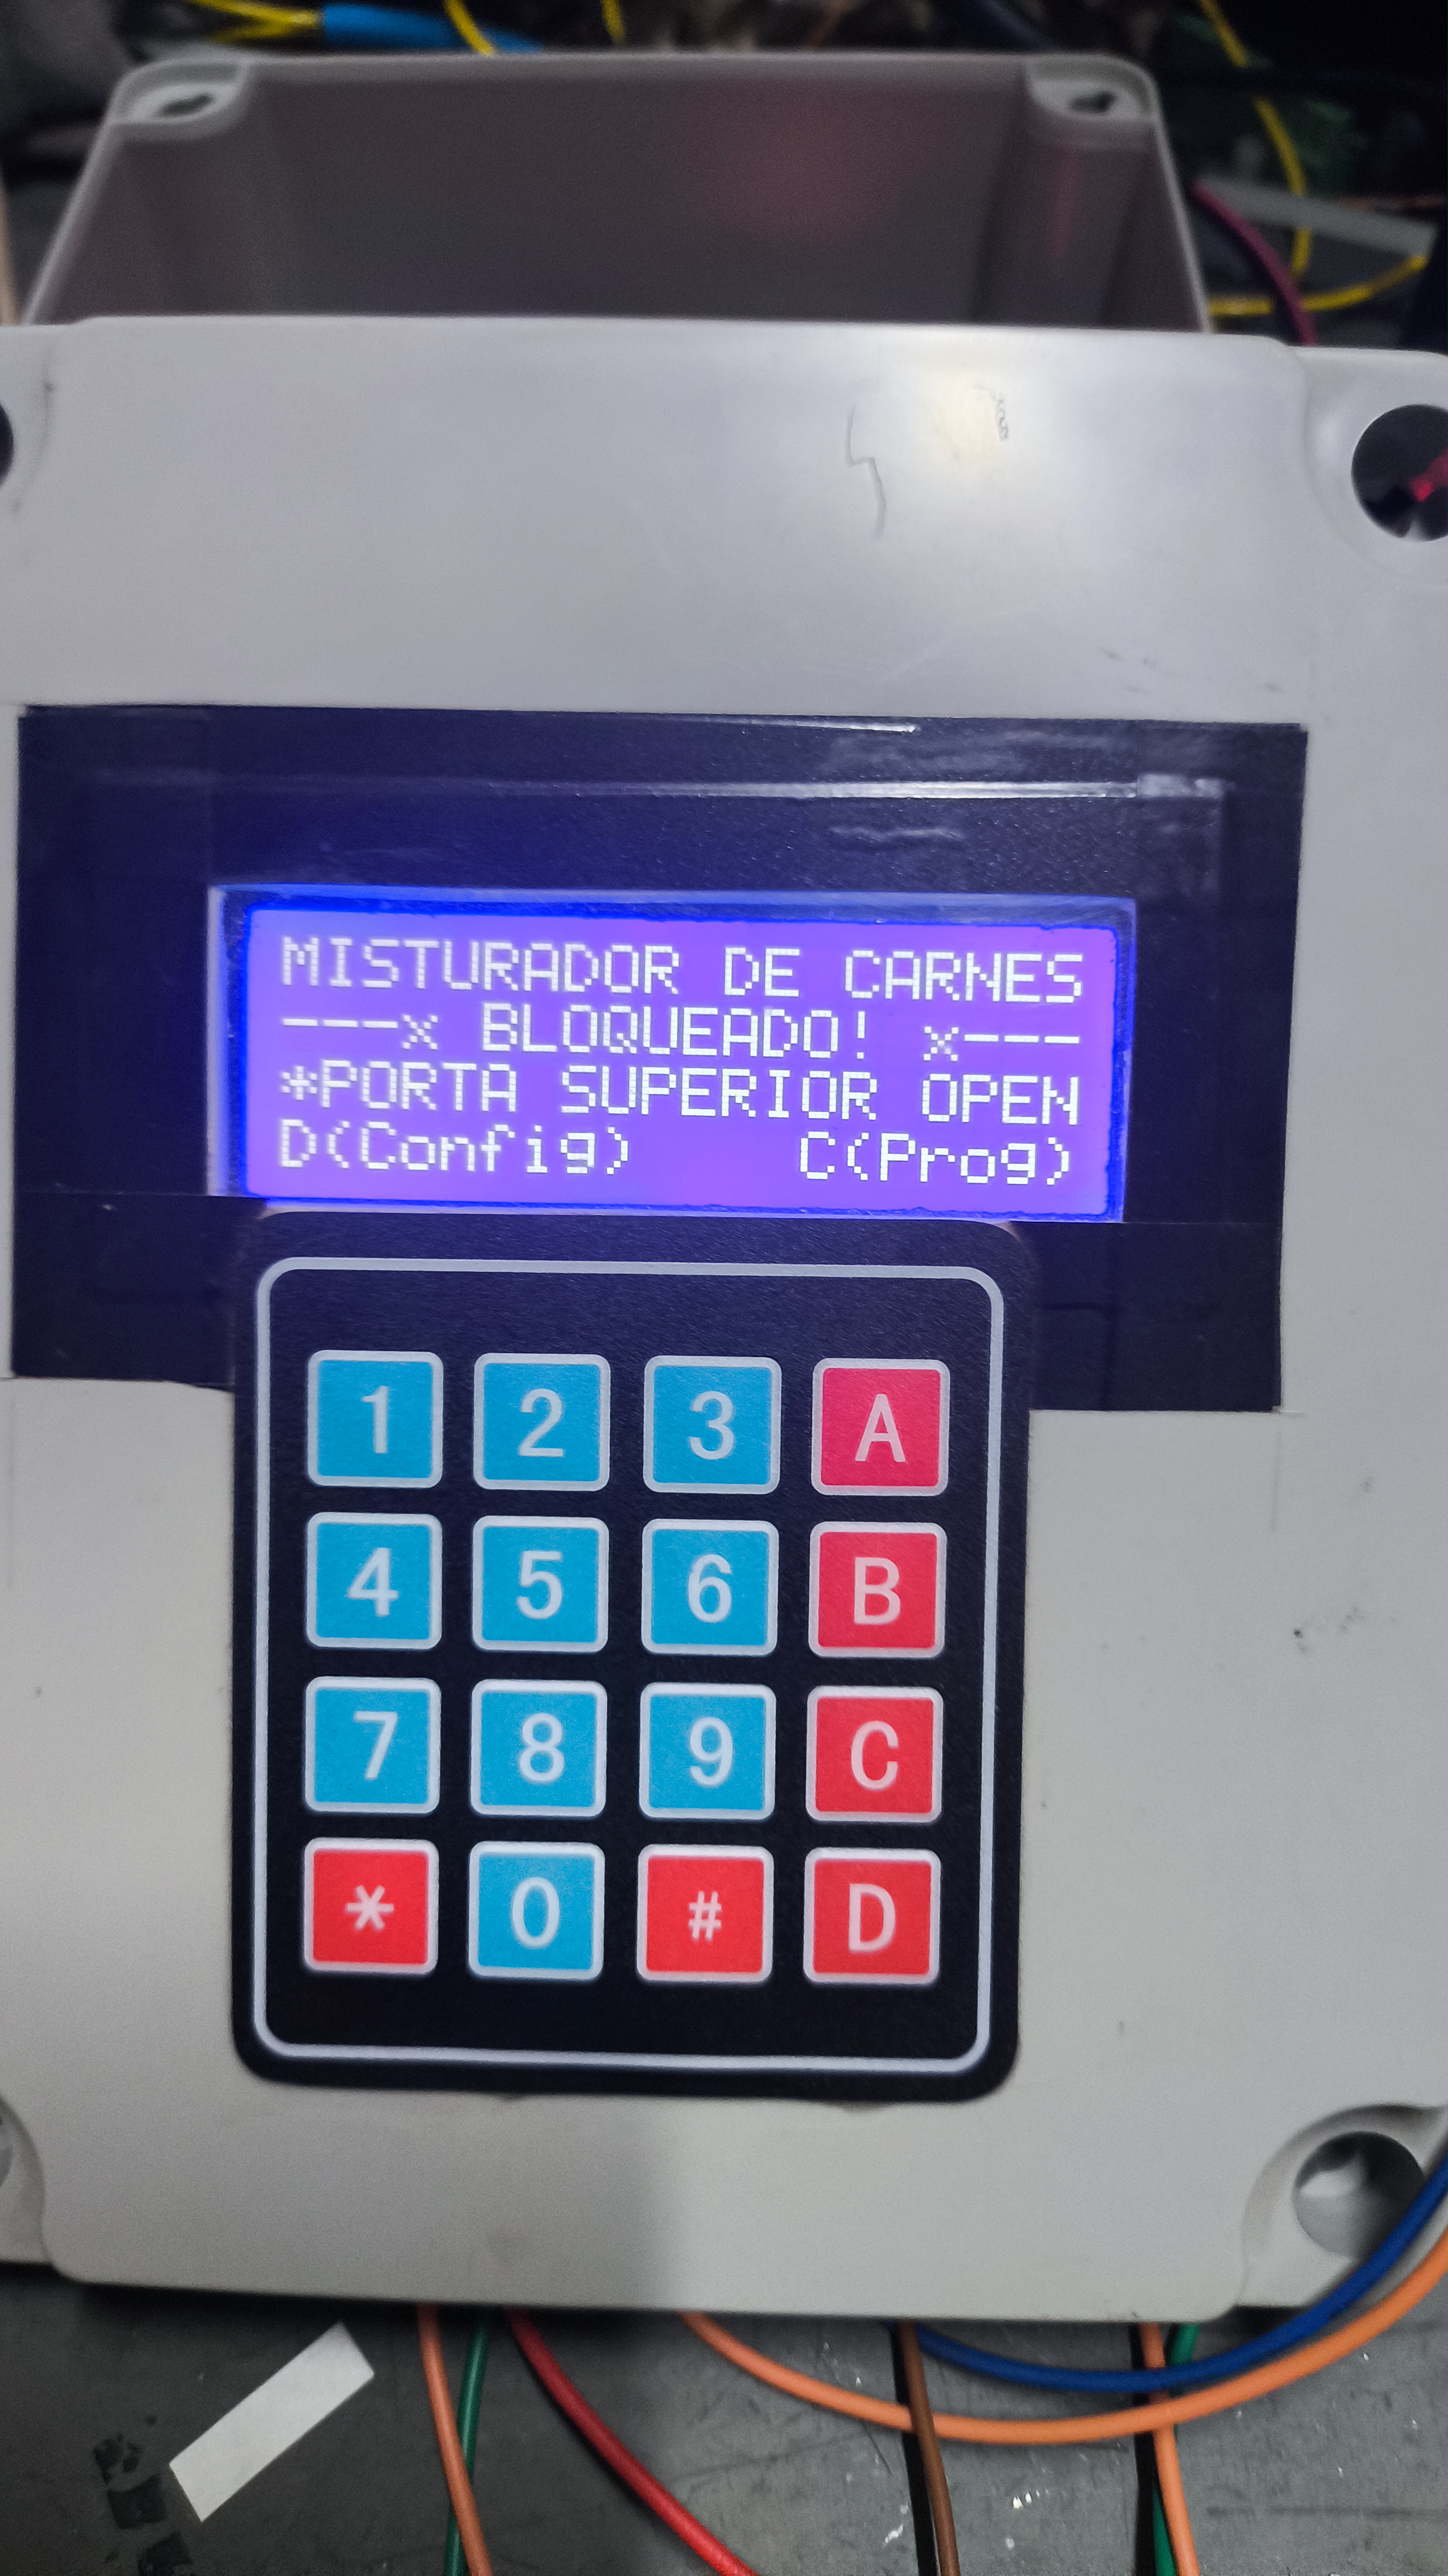 MISTURADOR DE CARNES
---x BLOQUEADO! x---
*PORTA SUPERIOR OPEN
D(Config) C(Prog)
1 2 3 A
4 5 6 B
7 8 9 C
* 0 # D